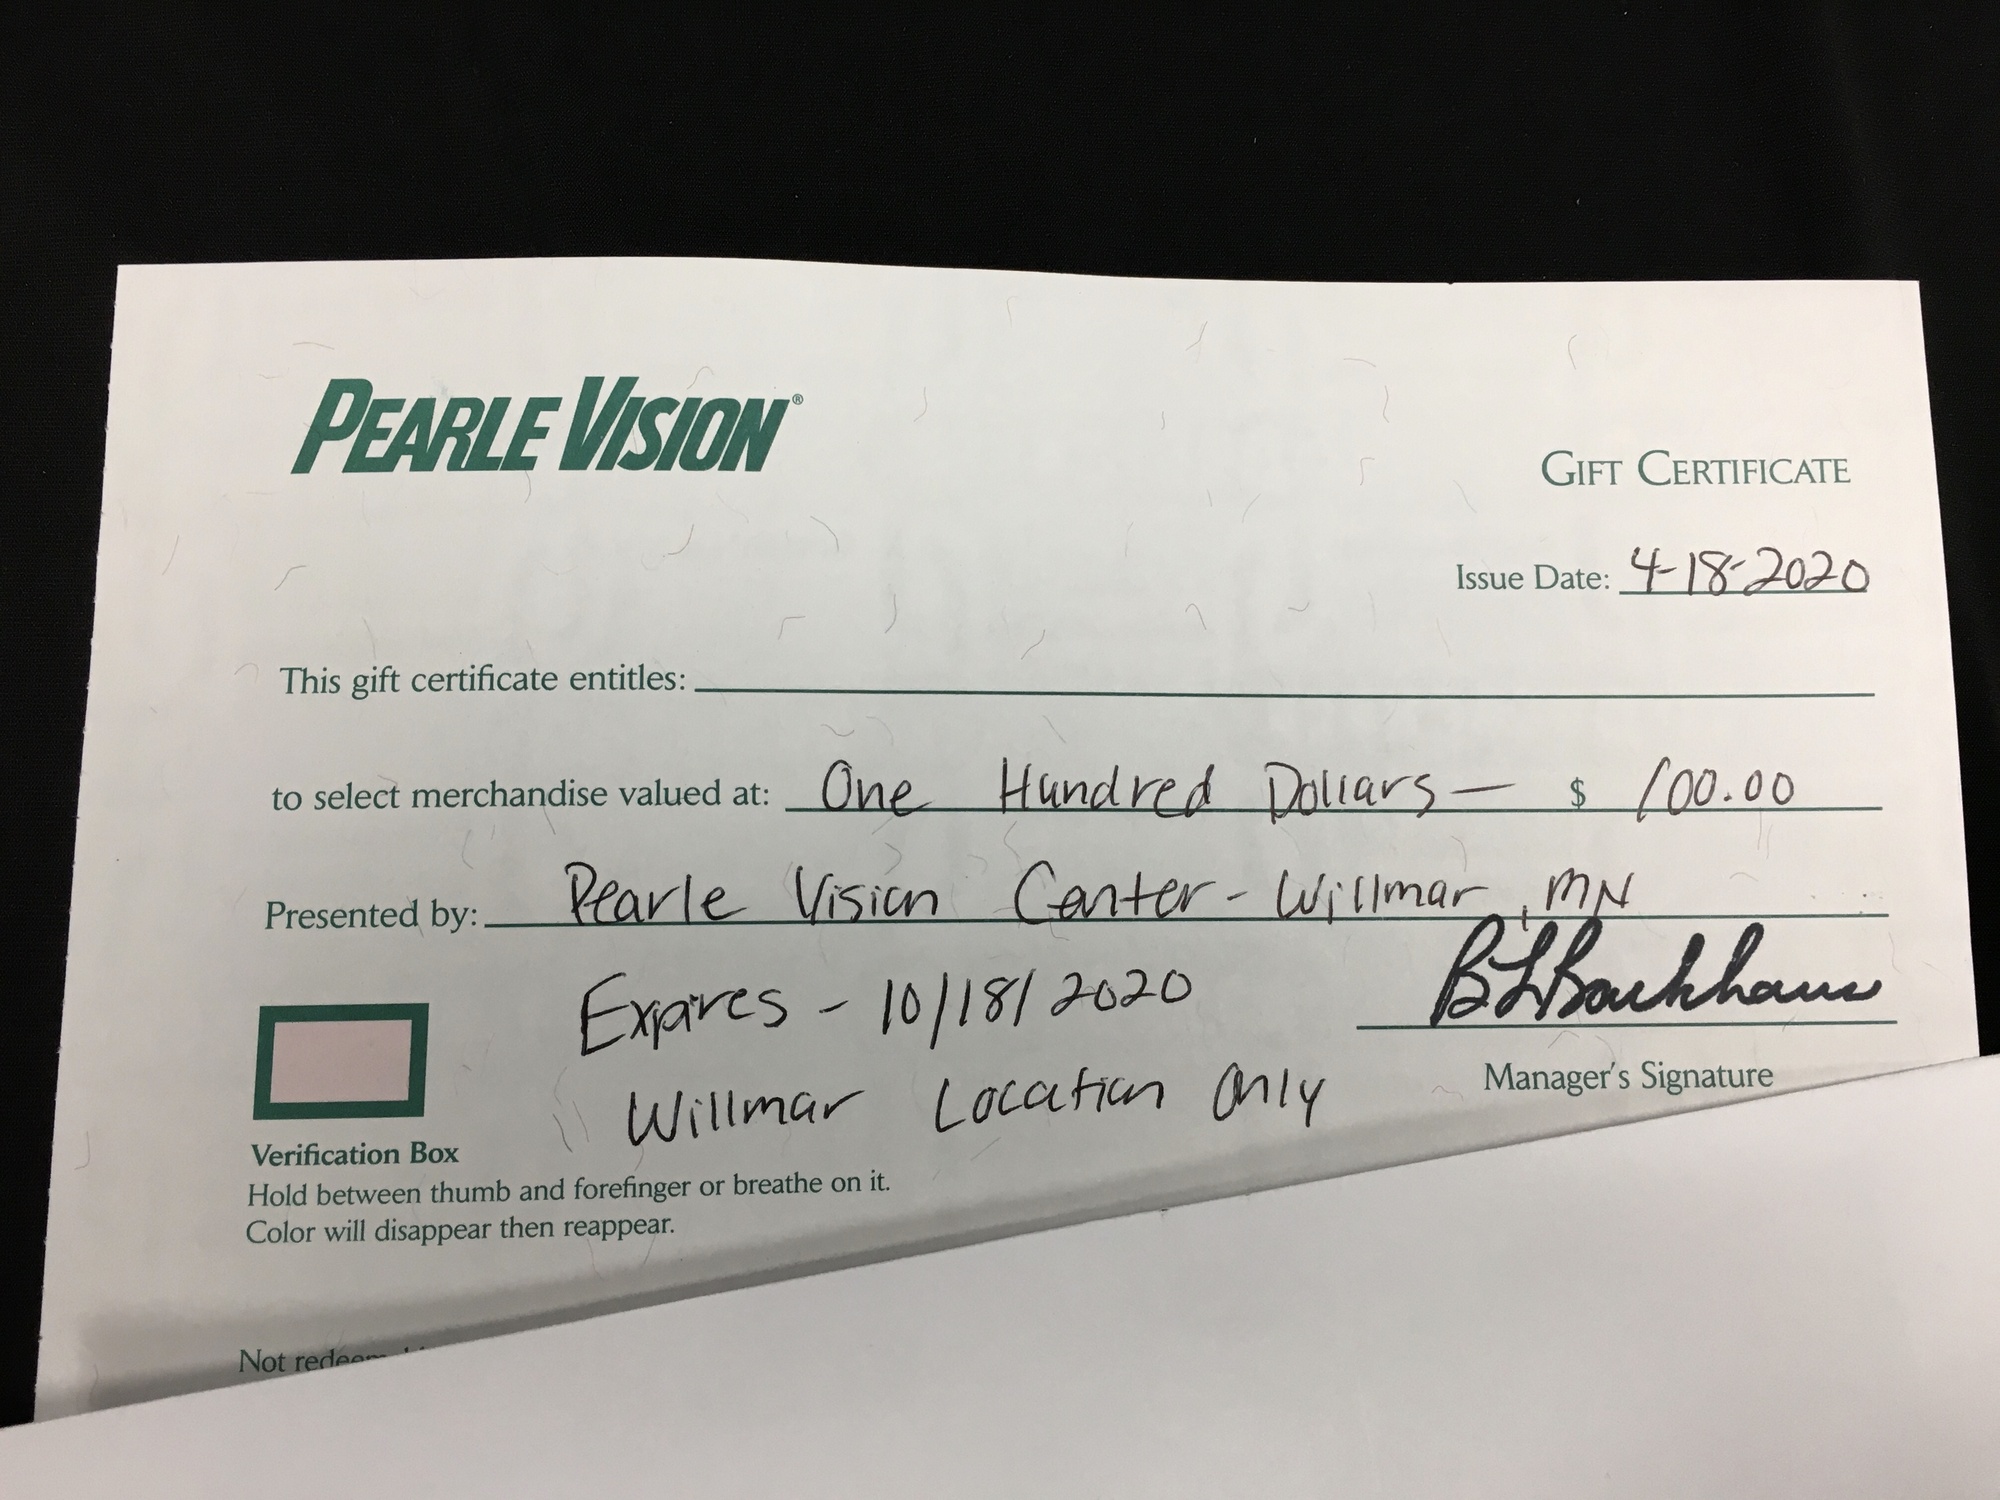 PEARLE VISION®
GIFT CERTIFICATE
Issue Date: 4-18-2020
This gift certificate entitles:
to select merchandise valued at: One Hundred Dollars — $ 100.00
Presented by: Pearle Vision Center - Willmar, MN
Expires - 10/18/2020
BLBackhaus
Willmar Location Only
Manager's Signature
Verification Box
Hold between thumb and forefinger or breathe on it.
Color will disappear then reappear.
Not